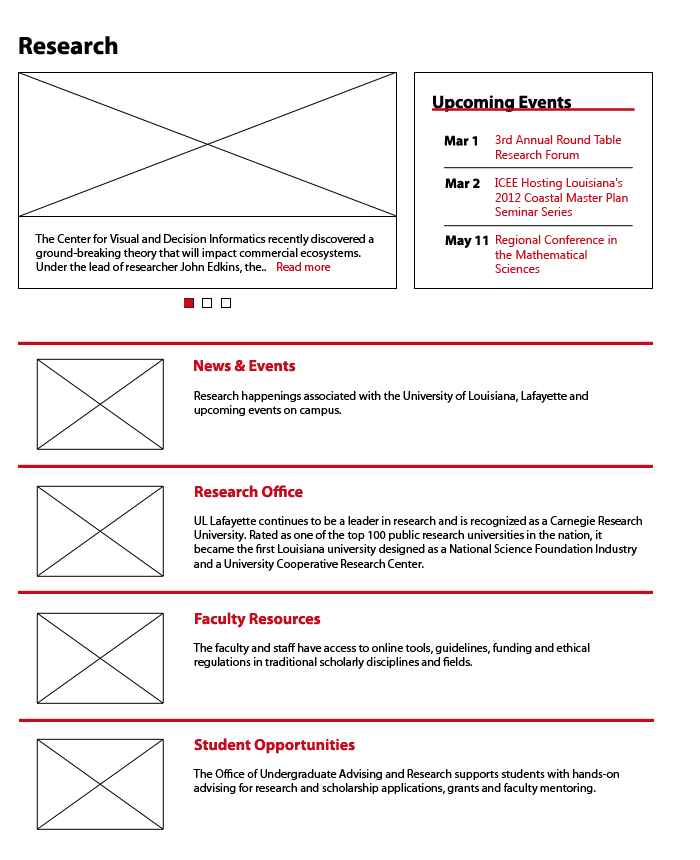 Research
The Center for Visual and Decision Informatics recently discovered a
ground-breaking theory that will impact commercial ecosystems.
Under the lead of researcher John Edkins, the.. Read more
Upcoming Events
Mar 1 3rd Annual Round Table
Research Forum
Mar 2 ICEE Hosting Louisiana's
2012 Coastal Master Plan
Seminar Series
May 11 Regional Conference in
the Mathematical
Sciences
News & Events
Research happenings associated with the University of Louisiana, Lafayette and
upcoming events on campus.
Research Office
UL Lafayette continues to be a leader in research and is recognized as a Carnegie Research
University. Rated as one of the top 100 public research universities in the nation, it
became the first Louisiana university designed as a National Science Foundation Industry
and a University Cooperative Research Center.
Faculty Resources
The faculty and staff have access to online tools, guidelines, funding and ethical
regulations in traditional scholarly disciplines and fields.
Student Opportunities
The Office of Undergraduate Advising and Research supports students with hands-on
advising for research and scholarship applications, grants and faculty mentoring.